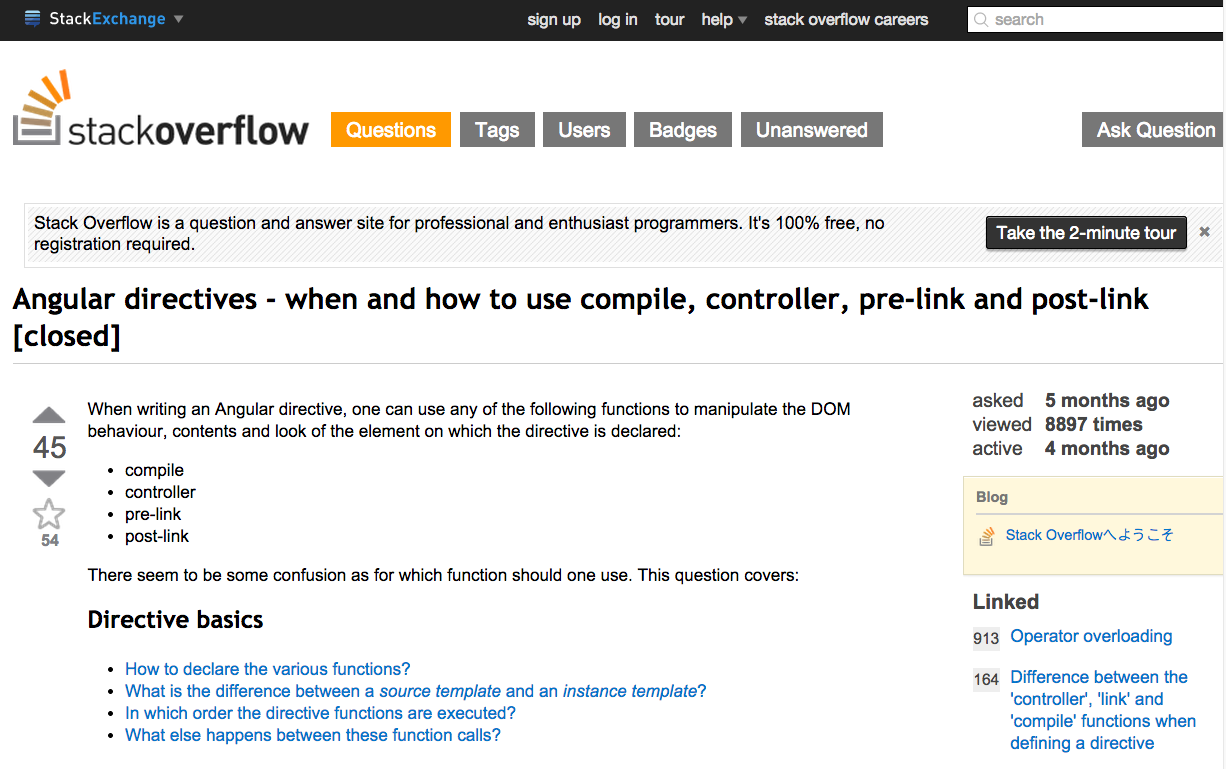 StackExchange
sign up log in tour help stack overflow careers
search
stackoverflow
Questions Tags Users Badges Unanswered Ask Question
Stack Overflow is a question and answer site for professional and enthusiast programmers. It's 100% free, no
registration required.
Take the 2-minute tour
Angular directives - when and how to use compile, controller, pre-link and post-link
[closed]
45
54
When writing an Angular directive, one can use any of the following functions to manipulate the DOM
behaviour, contents and look of the element on which the directive is declared:
• compile
• controller
• pre-link
• post-link
There seem to be some confusion as for which function should one use. This question covers:
Directive basics
• How to declare the various functions?
• What is the difference between a source template and an instance template?
• In which order the directive functions are executed?
• What else happens between these function calls?
asked 5 months ago
viewed 8897 times
active 4 months ago
Blog
Stack Overflowへようこそ
Linked
913 Operator overloading
164 Difference between the
'controller', 'link' and
'compile' functions when
defining a directive